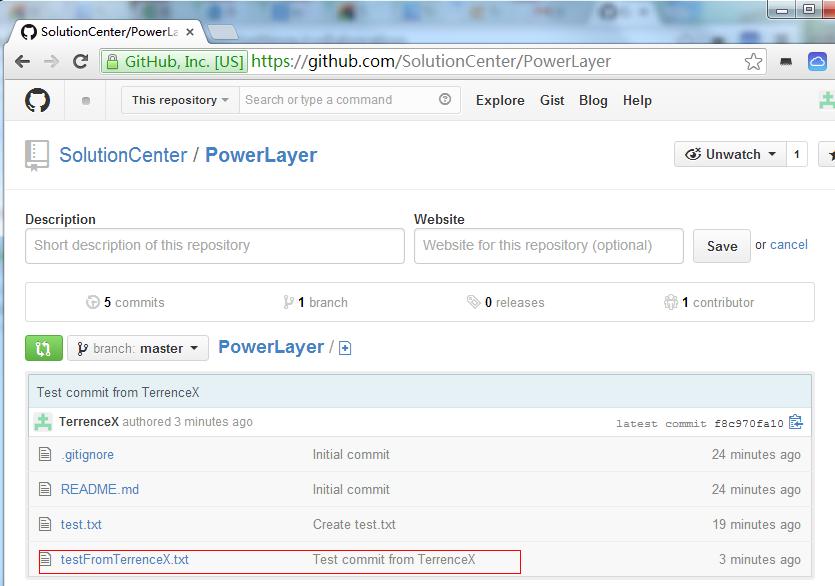 SolutionCenter/PowerLa
GitHub, Inc. [US] https://github.com/SolutionCenter/PowerLayer
This repository Search or type a command Explore Gist Blog Help
SolutionCenter / PowerLayer Unwatch 1
Description Website
Short description of this repository Website for this repository (optional) Save or cancel
5 commits 1 branch 0 releases 1 contributor
branch: master PowerLayer /
Test commit from TerrenceX
TerrenceX authored 3 minutes ago latest commit f8c970fa10
.gitignore Initial commit 24 minutes ago
README.md Initial commit 24 minutes ago
test.txt Create test.txt 19 minutes ago
testFromTerrenceX.txt Test commit from TerrenceX 3 minutes ago